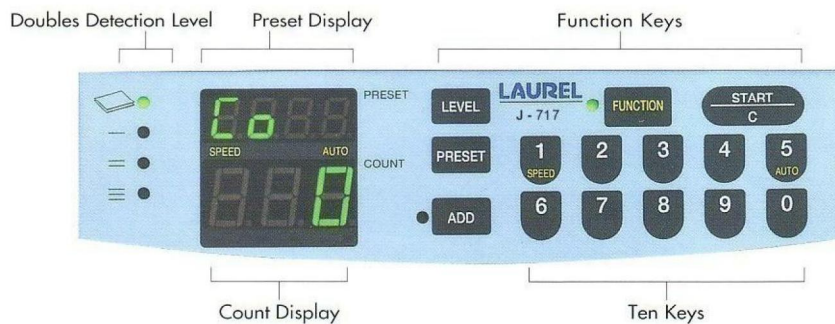 Doubles Detection Level
Preset Display
Function Keys
Co
PRESET
SPEED AUTO
COUNT
0
LEVEL
LAUREL
J - 717
FUNCTION
START
C
PRESET
1 2 3 4 5
SPEED AUTO
ADD
6 7 8 9 0
Count Display
Ten Keys